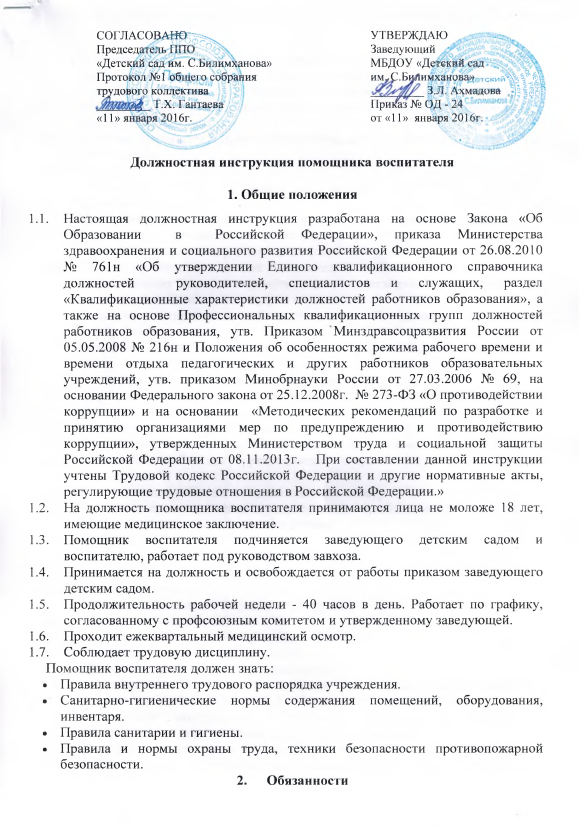 СОГЛАСОВАНО
Председатель ППО
«Детский сад им. С.Билимханова»
Протокол №1 общего собрания
трудового коллектива
Т.Х. Гантаева
«11» января 2016г.
УТВЕРЖДАЮ
Заведующий
МБДОУ «Детский сад
им. С.Билимханова»
З.Л. Ахмадова
Приказ № ОД - 24
от «11» января 2016г.
Должностная инструкция помощника воспитателя
1. Общие положения
1.1. Настоящая должностная инструкция разработана на основе Закона «Об
Образовании в Российской Федерации», приказа Министерства
здравоохранения и социального развития Российской Федерации от 26.08.2010
№ 761н «Об утверждении Единого квалификационного справочника
должностей руководителей, специалистов и служащих, раздел
«Квалификационные характеристики должностей работников образования», а
также на основе Профессиональных квалификационных групп должностей
работников образования, утв. Приказом Минздравсоцразвития России от
05.05.2008 № 216н и Положения об особенностях режима рабочего времени и
времени отдыха педагогических и других работников образовательных
учреждений, утв. приказом Минобрнауки России от 27.03.2006 № 69, на
основании Федерального закона от 25.12.2008г. № 273-ФЗ «О противодействии
коррупции» и на основании «Методических рекомендаций по разработке и
принятию организациями мер по предупреждению и противодействию
коррупции», утвержденных Министерством труда и социальной защиты
Российской Федерации от 08.11.2013г. При составлении данной инструкции
учтены Трудовой кодекс Российской Федерации и другие нормативные акты,
регулирующие трудовые отношения в Российской Федерации.»
1.2. На должность помощника воспитателя принимаются лица не моложе 18 лет,
имеющие медицинское заключение.
1.3. Помощник воспитателя подчиняется заведующего детским садом и
воспитателю, работает под руководством завхоза.
1.4. Принимается на должность и освобождается от работы приказом заведующего
детским садом.
1.5. Продолжительность рабочей недели - 40 часов в день. Работает по графику,
согласованному с профсоюзным комитетом и утвержденному заведующей.
1.6. Проходит ежеквартальный медицинский осмотр.
1.7. Соблюдает трудовую дисциплину.
Помощник воспитателя должен знать:
• Правила внутреннего трудового распорядка учреждения.
• Санитарно-гигиенические нормы содержания помещений, оборудования,
инвентаря.
• Правила санитарии и гигиены.
• Правила и нормы охраны труда, техники безопасности противопожарной
безопасности.
2. Обязанности